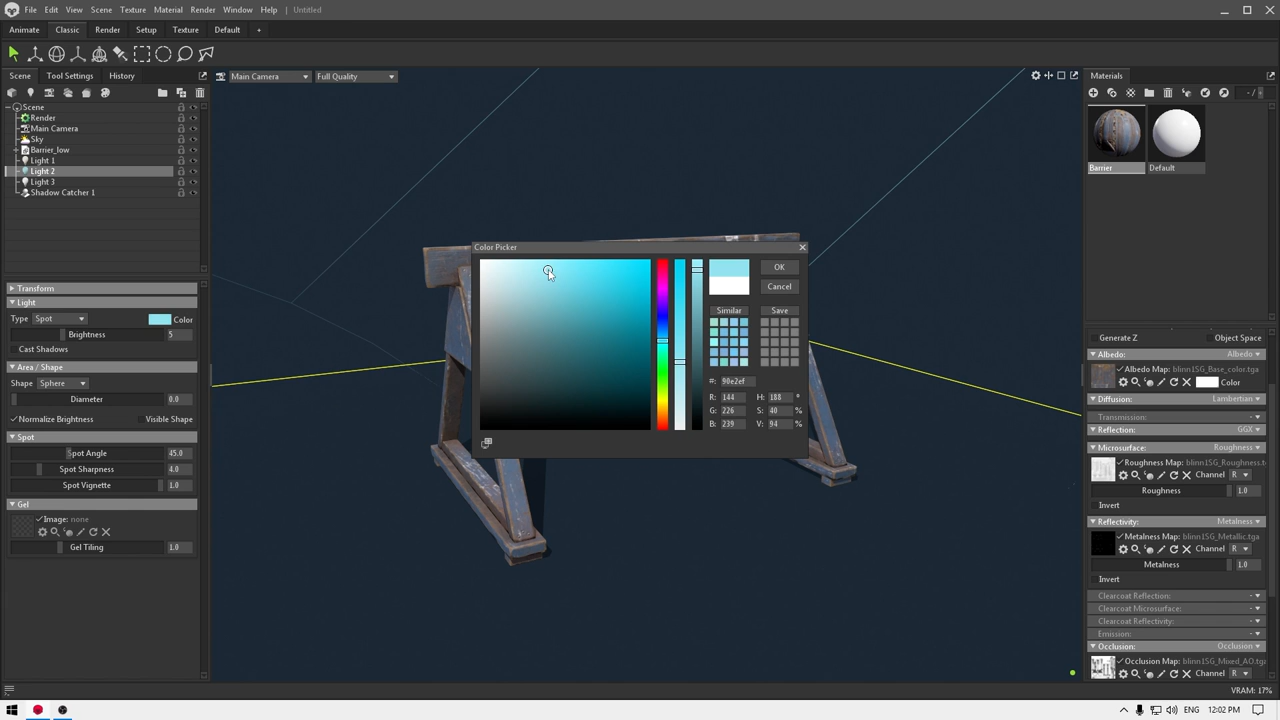 File Edit View Scene Texture Material Render Window Help Untitled
Animate Classic Render Setup Texture Default +
Scene Tool Settings History
Main Camera Full Quality
Materials
- /
Scene
Render
Main Camera
Sky
Barrier_low
Light 1
Light 2
Light 3
Shadow Catcher 1
Barrier Default
Transform
Light
Type Spot Color
Brightness 5
Cast Shadows
Area / Shape
Shape Sphere
Diameter 0.0
Normalize Brightness Visible Shape
Spot
Spot Angle 45.0
Spot Sharpness 4.0
Spot Vignette 1.0
Gel
Image: none
Gel Tiling 1.0
Color Picker
OK
Cancel
Similar Save
#: 90e2ef
R: 144 H: 188 °
G: 226 S: 40 %
B: 239 V: 94 %
Generate Z Object Space
Albedo: Albedo
Albedo Map: blinn1SG_Base_color.tga
Color
Diffusion: Lambertian
Transmission: -
Reflection: GGX
Microsurface: Roughness
Roughness Map: blinn1SG_Roughness.t
Channel R
Roughness 1.0
Invert
Reflectivity: Metalness
Metalness Map: blinn1SG_Metallic.tga
Channel R
Metalness 1.0
Invert
Clearcoat Reflection: -
Clearcoat Microsurface: -
Clearcoat Reflectivity: -
Emission: -
Occlusion: Occlusion
Occlusion Map: blinn1SG_Mixed_AO.tga
Channel R
VRAM: 17%
ENG 12:02 PM